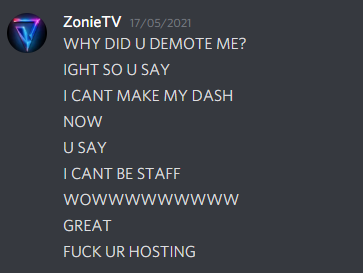 ZonieTV 17/05/2021
WHY DID U DEMOTE ME?
IGHT SO U SAY
I CANT MAKE MY DASH
NOW
U SAY
I CANT BE STAFF
WOWWWWWWWWW
GREAT
FUCK UR HOSTING